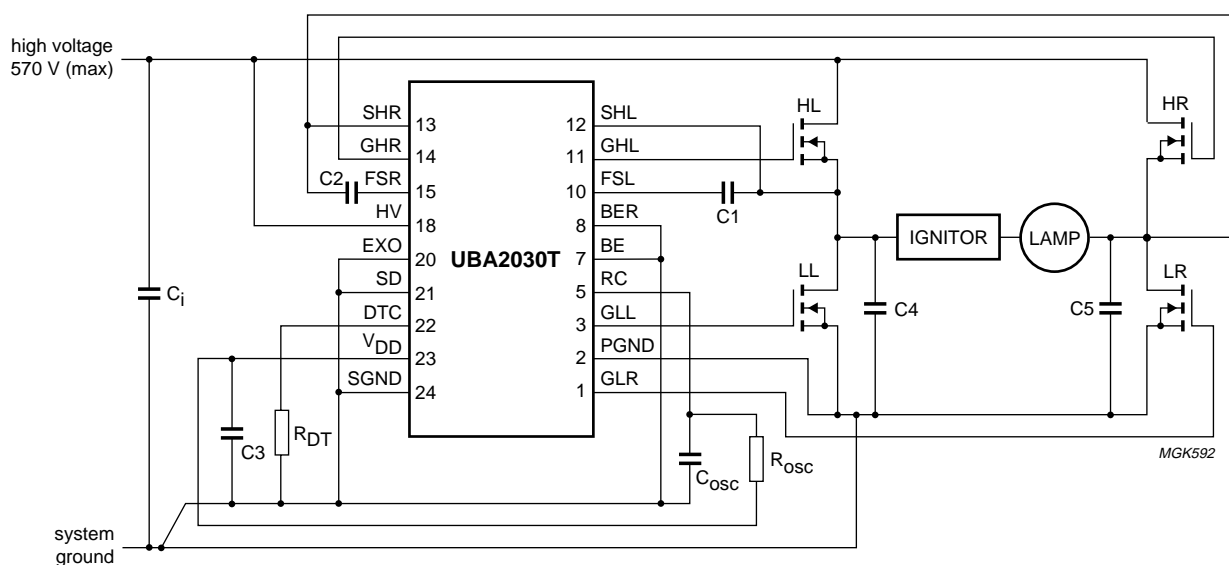 high voltage
570 V (max)
SHR
13
GHR
14
C2
FSR
15
HV
18
EXO
20
SD
21
DTC
22
VDD
23
SGND
24
UBA2030T
SHL
12
GHL
11
FSL
10
BER
8
BE
7
RC
5
GLL
3
PGND
2
GLR
1
C1
HL
HR
LL
LR
IGNITOR
LAMP
C4
C5
Ci
C3
RDT
Cosc
Rosc
MGK592
system
ground